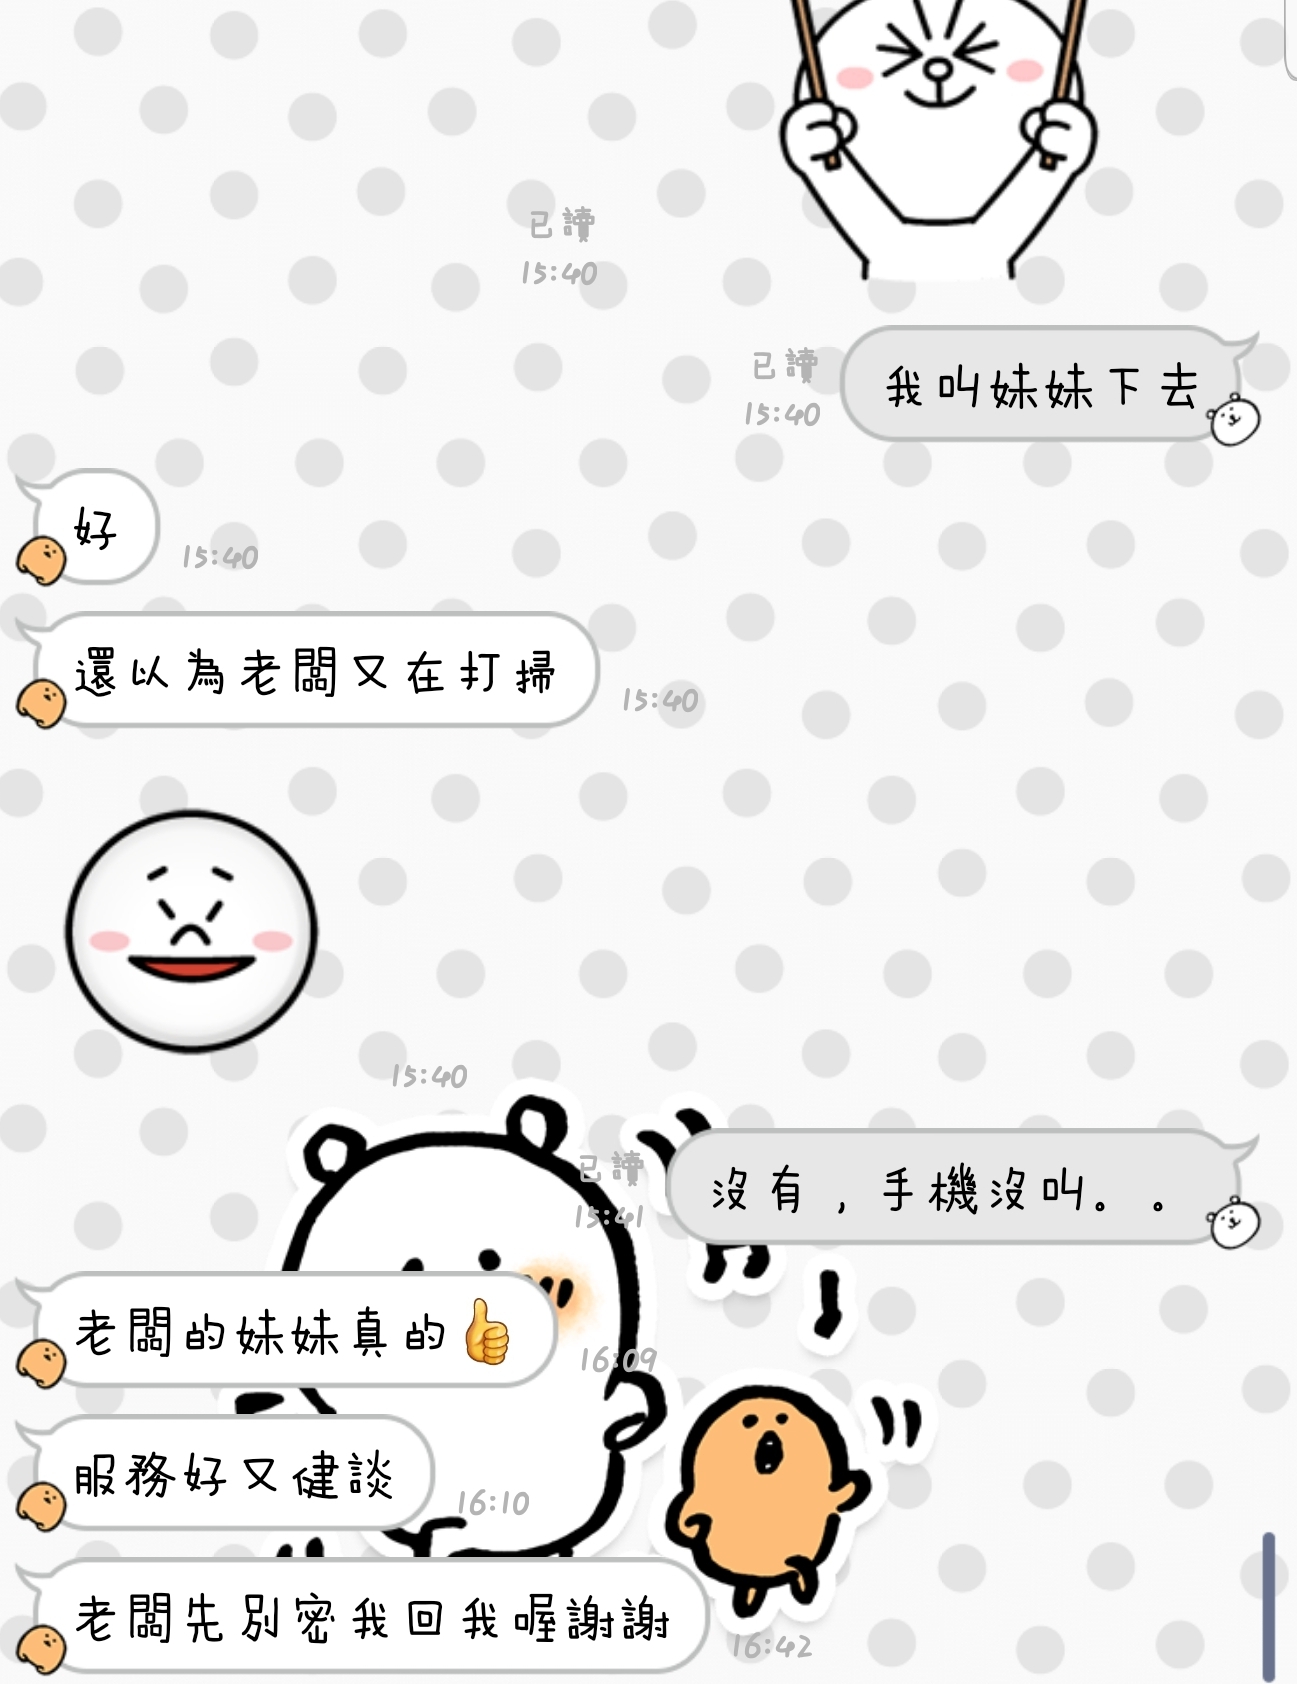 已讀
15:40
我叫妹妹下去
已讀
15:40
好
15:40
還以為老闆又在打掃
15:40
15:40
沒有，手機沒叫。。
已讀
15:41
老闆的妹妹真的👍
16:09
服務好又健談
16:10
老闆先別密我回我喔謝謝
16:42